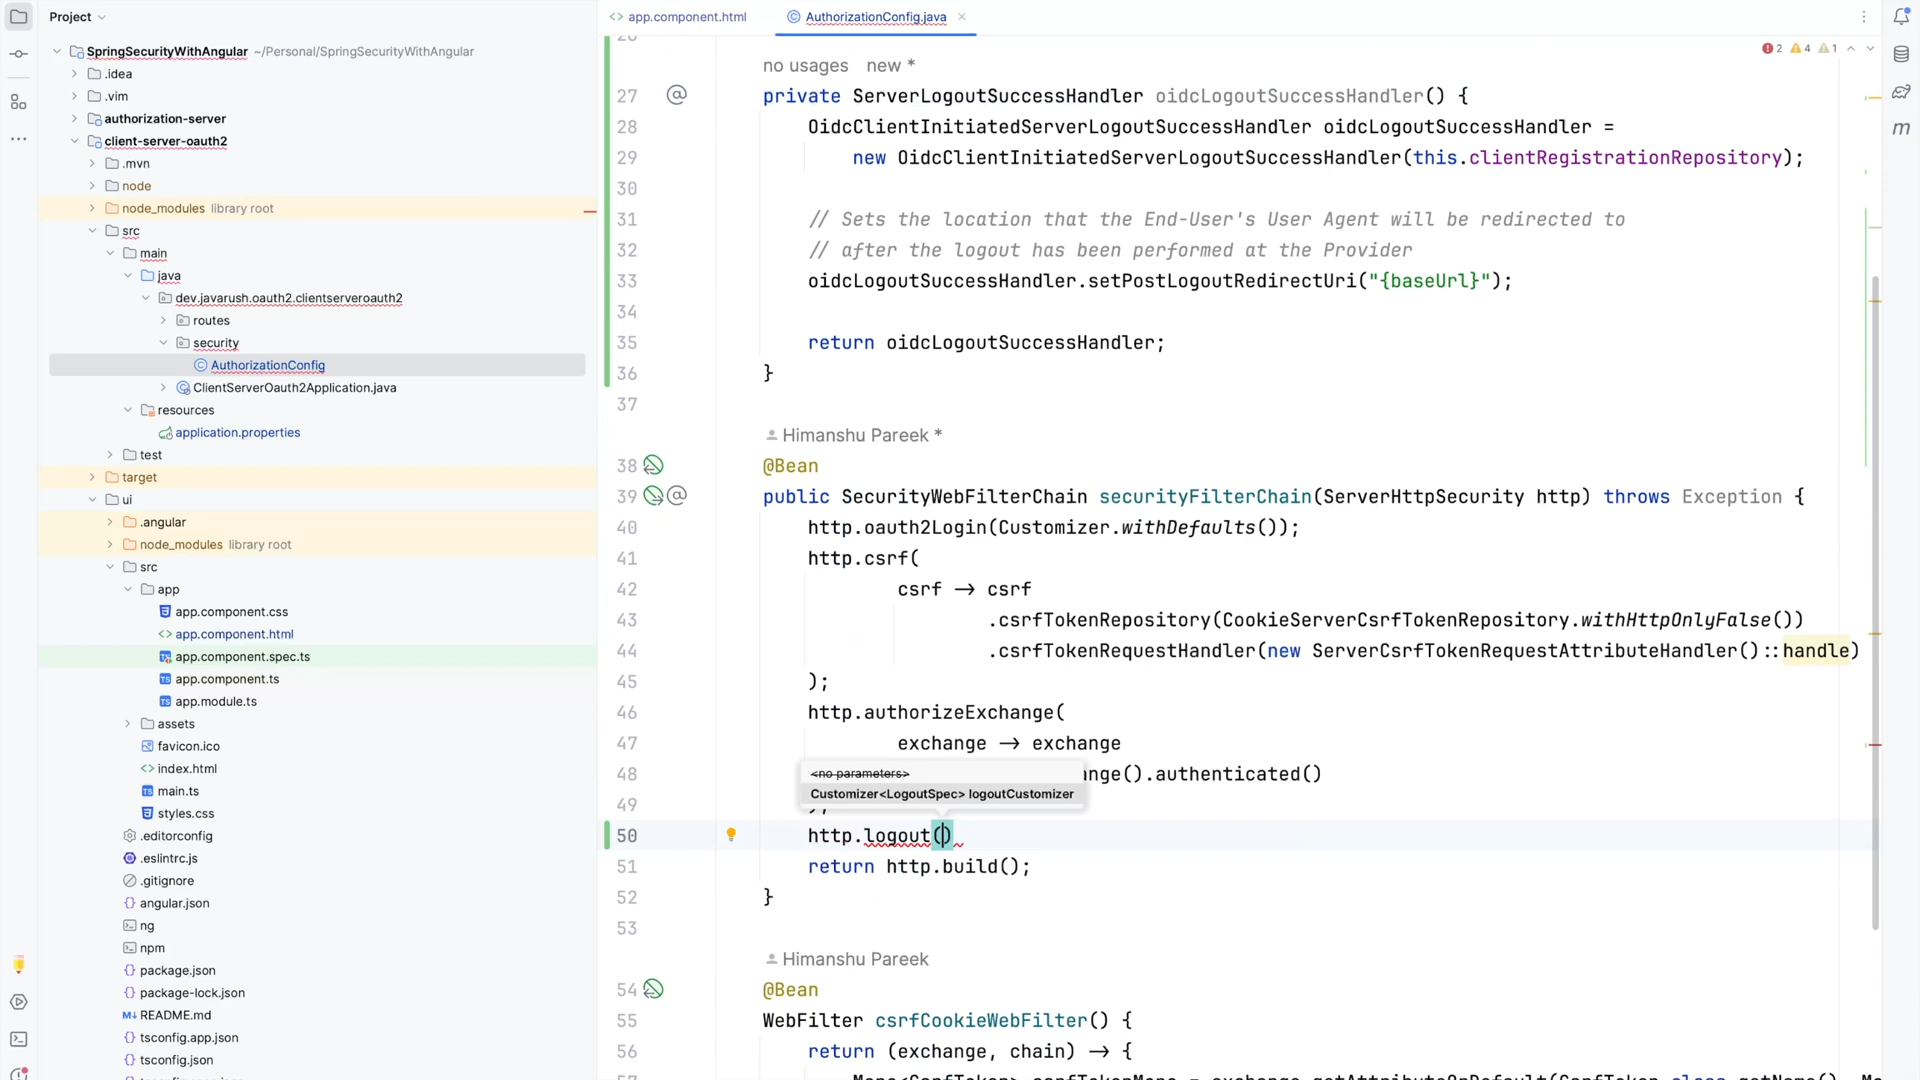 Project
app.component.html
AuthorizationConfig.java
SpringSecurityWithAngular ~/Personal/SpringSecurityWithAngular
.idea
.vim
authorization-server
client-server-oauth2
.mvn
node
node_modules library root
src
main
java
dev.javarush.oauth2.clientserveroauth2
routes
security
AuthorizationConfig
ClientServerOauth2Application.java
resources
application.properties
test
target
ui
.angular
node_modules library root
src
app
app.component.css
app.component.html
app.component.spec.ts
app.component.ts
app.module.ts
assets
favicon.ico
index.html
main.ts
styles.css
.editorconfig
.eslintrc.js
.gitignore
angular.json
ng
npm
package.json
package-lock.json
README.md
tsconfig.app.json
tsconfig.json
2 4 1
no usages new *
27 private ServerLogoutSuccessHandler oidcLogoutSuccessHandler() {
28 OidcClientInitiatedServerLogoutSuccessHandler oidcLogoutSuccessHandler =
29 new OidcClientInitiatedServerLogoutSuccessHandler(this.clientRegistrationRepository);
30
31 // Sets the location that the End-User's User Agent will be redirected to
32 // after the logout has been performed at the Provider
33 oidcLogoutSuccessHandler.setPostLogoutRedirectUri("{baseUrl}");
34
35 return oidcLogoutSuccessHandler;
36 }
37
Himanshu Pareek *
38 @Bean
39 public SecurityWebFilterChain securityFilterChain(ServerHttpSecurity http) throws Exception {
40 http.oauth2Login(Customizer.withDefaults());
41 http.csrf(
42 csrf → csrf
43 .csrfTokenRepository(CookieServerCsrfTokenRepository.withHttpOnlyFalse())
44 .csrfTokenRequestHandler(new ServerCsrfTokenRequestAttributeHandler()::handle)
45 );
46 http.authorizeExchange(
47 exchange → exchange
<no parameters>
48 nge().authenticated()
Customizer<LogoutSpec> logoutCustomizer
49 );
50 http.logout()
51 return http.build();
52 }
53
Himanshu Pareek
54 @Bean
55 WebFilter csrfCookieWebFilter() {
56 return (exchange, chain) → {